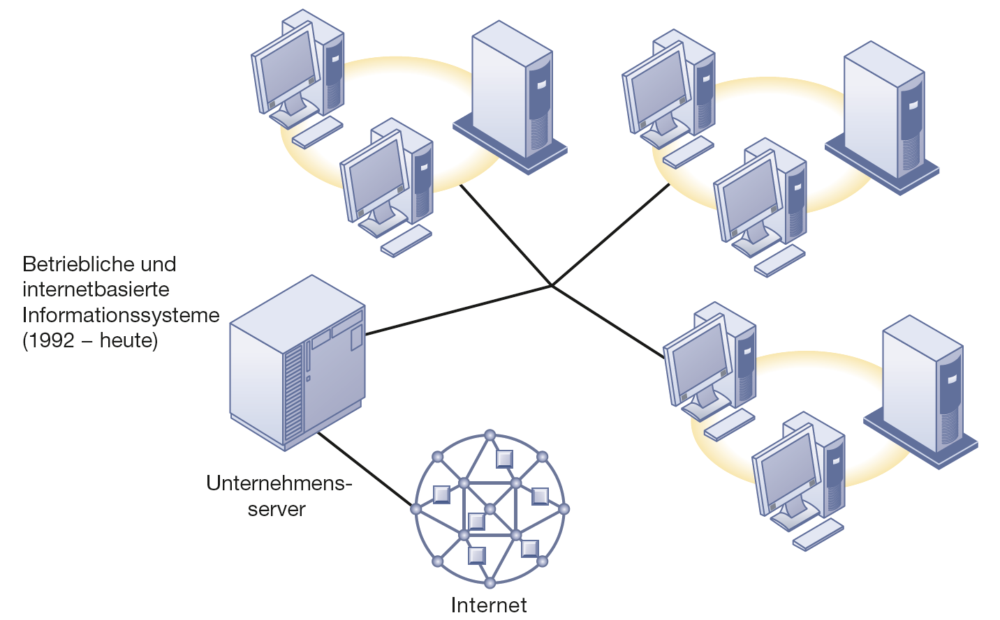 Betriebliche und
internetbasierte
Informationssysteme
(1992 – heute)
Unternehmens-
server
Internet